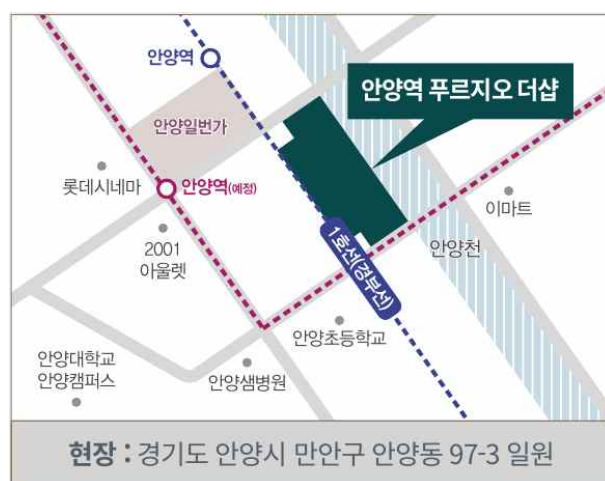 안양역
안양역 푸르지오 더샵
안양일번가
롯데시네마
안양역(예정)
이마트
2001
아울렛
안양천
1호선(경부선)
안양초등학교
안양대학교
안양캠퍼스
안양샘병원
현장 : 경기도 안양시 만안구 안양동 97-3 일원